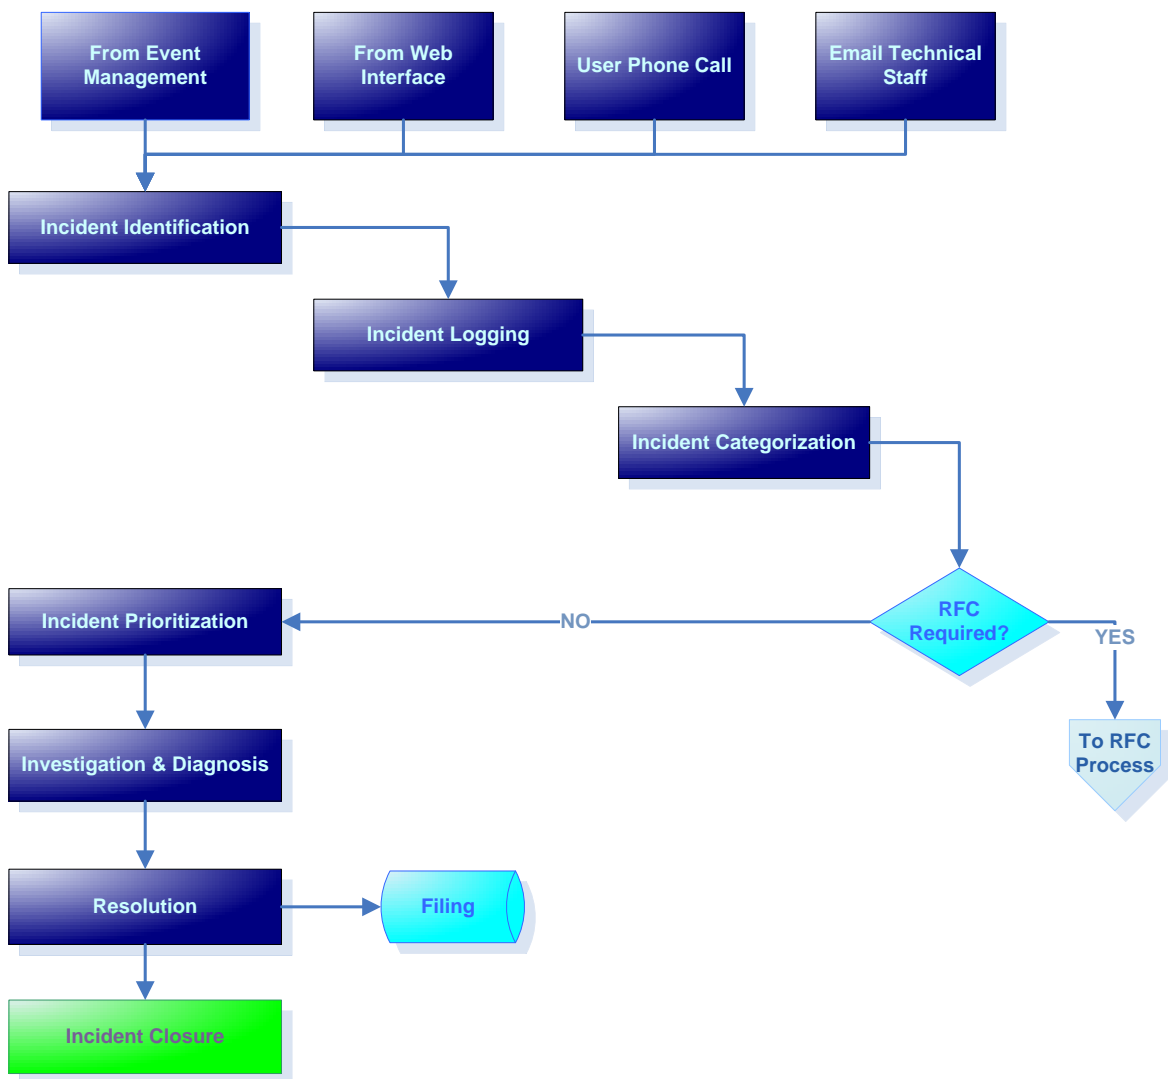 From Event
Management
From Web
Interface
User Phone Call
Email Technical
Staff
Incident Identification
Incident Logging
Incident Categorization
RFC
Required?
NO
YES
Incident Prioritization
To RFC
Process
Investigation & Diagnosis
Resolution
Filing
Incident Closure